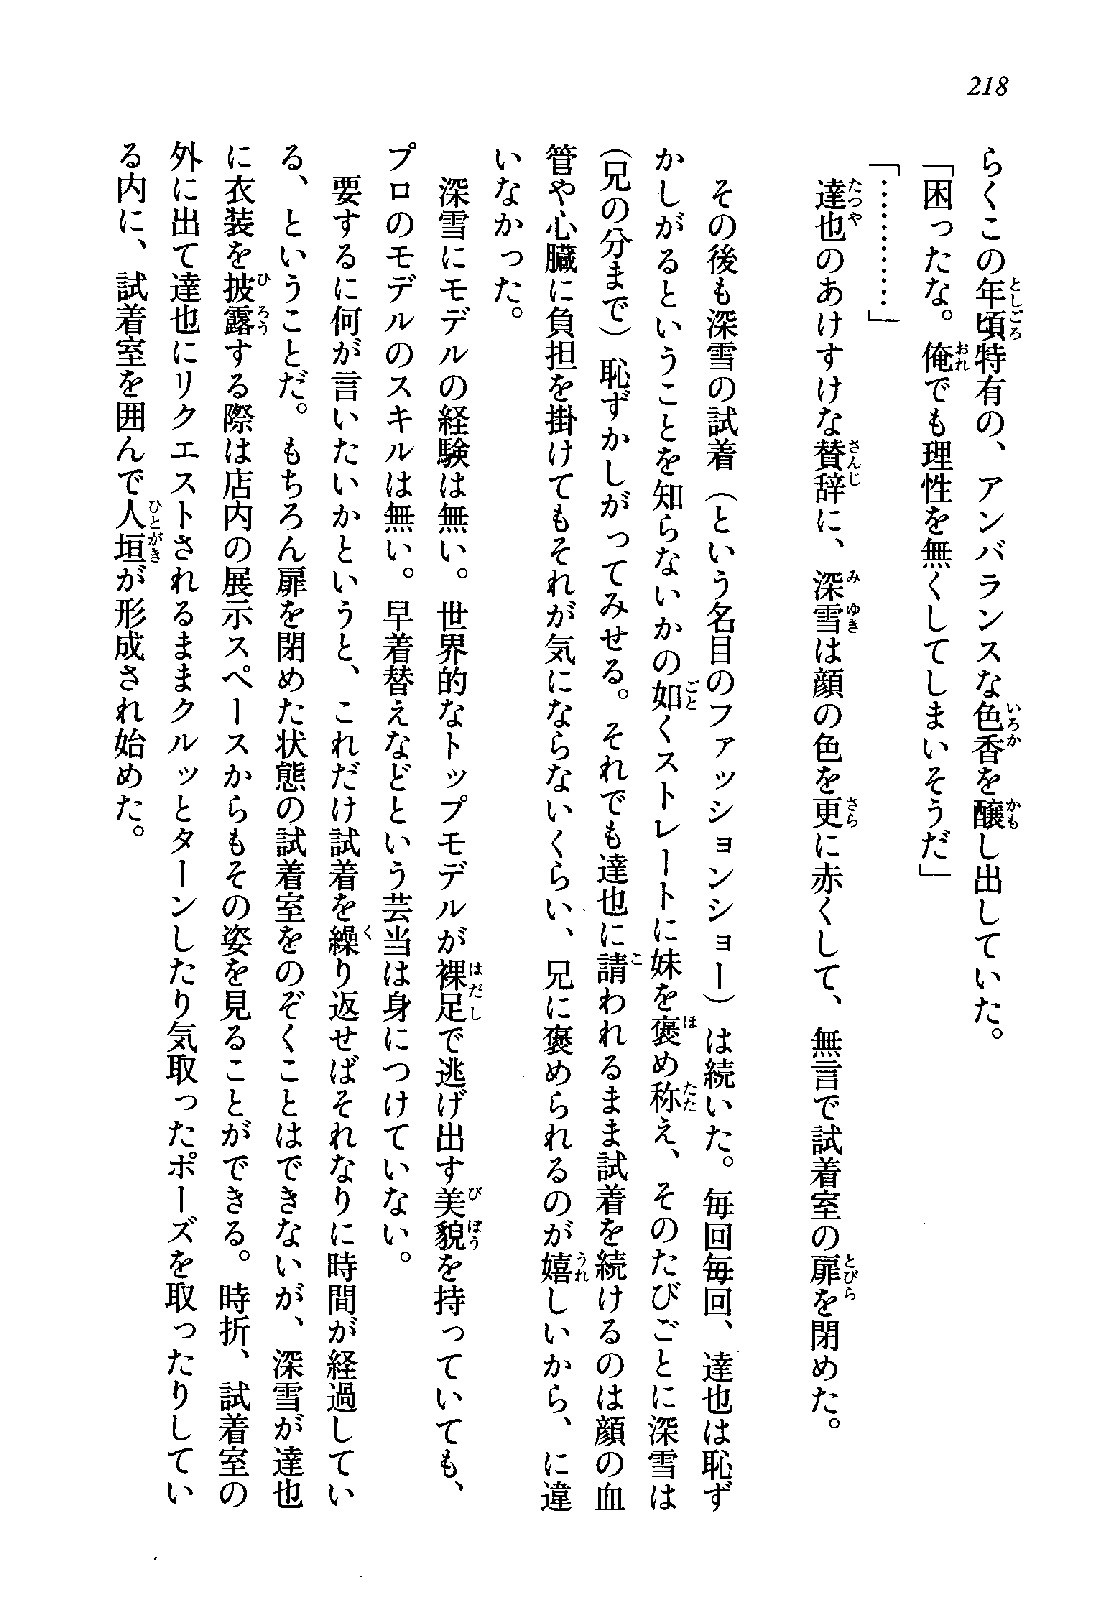 218
らくこの年頃特有の、アンバランスな色香を醸し出していた。
「困ったな。俺でも理性を無くしてしまいそうだ」
「…………」
達也のあけすけな賛辞に、深雪は顔の色を更に赤くして、無言で試着室の扉を閉めた。
その後も深雪の試着（という名目のファッションショー）は続いた。毎回毎回、達也は恥ず
かしがるということを知らないかの如くストレートに妹を褒め称え、そのたびごとに深雪は
（兄の分まで）恥ずかしがってみせる。それでも達也に請われるまま試着を続けるのは顔の血
管や心臓に負担を掛けてもそれが気にならないくらい、兄に褒められるのが嬉しいから、に違
いなかった。
深雪にモデルの経験は無い。世界的なトップモデルが裸足で逃げ出す美貌を持っていても、
プロのモデルのスキルは無い。早着替えなどという芸当は身につけていない。
要するに何が言いたいかというと、これだけ試着を繰り返せばそれなりに時間が経過してい
る、ということだ。もちろん扉を閉めた状態の試着室をのぞくことはできないが、深雪が達也
に衣装を披露する際は店内の展示スペースからもその姿を見ることができる。時折、試着室の
外に出て達也にリクエストされるままクルッとターンしたり気取ったポーズを取ったりしてい
る内に、試着室を囲んで人垣が形成され始めた。